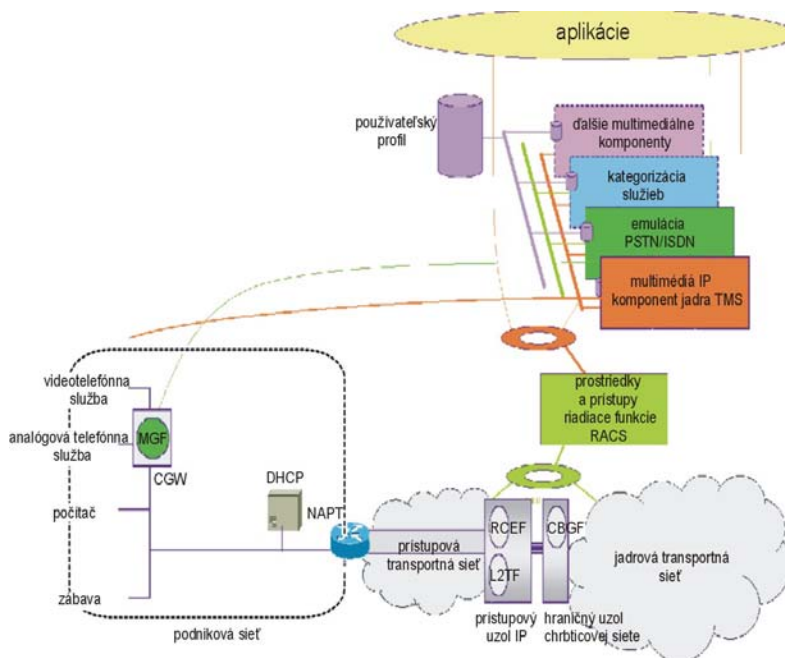 aplikácie
používateľský
profil
ďalšie multimediálne
komponenty
kategorizácia
služieb
emulácia
PSTN/ISDN
multimédiá IP
komponent jadra TMS
videotelefónna
služba
analógová telefónna
služba
MGF
CGW
počítač
zábava
DHCP
NAPT
podniková sieť
prostriedky
a prístupy
riadiace funkcie
RACS
prístupová
transportná sieť
RCEF
L2TF
CBGF
jadrová transportná
sieť
prístupový
uzol IP
hraničný uzol
chrbticovej siete